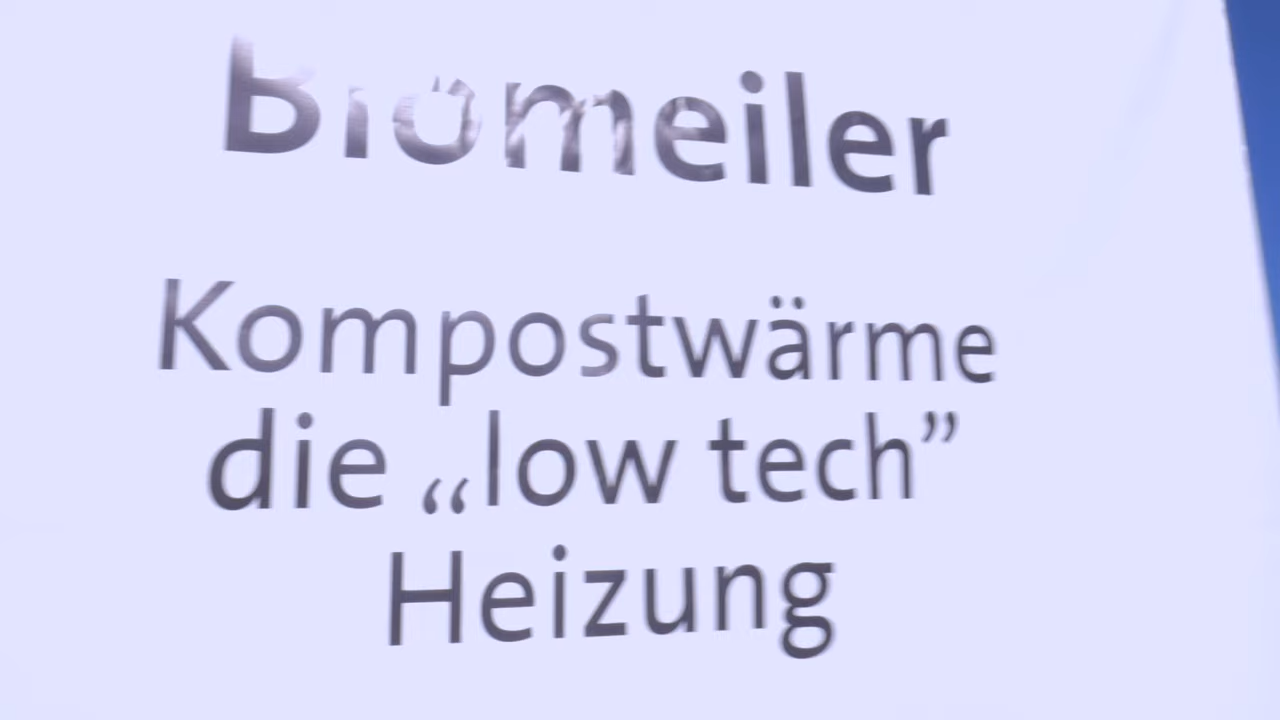 Biomeiler
Kompostwärme
die „low tech”
Heizung